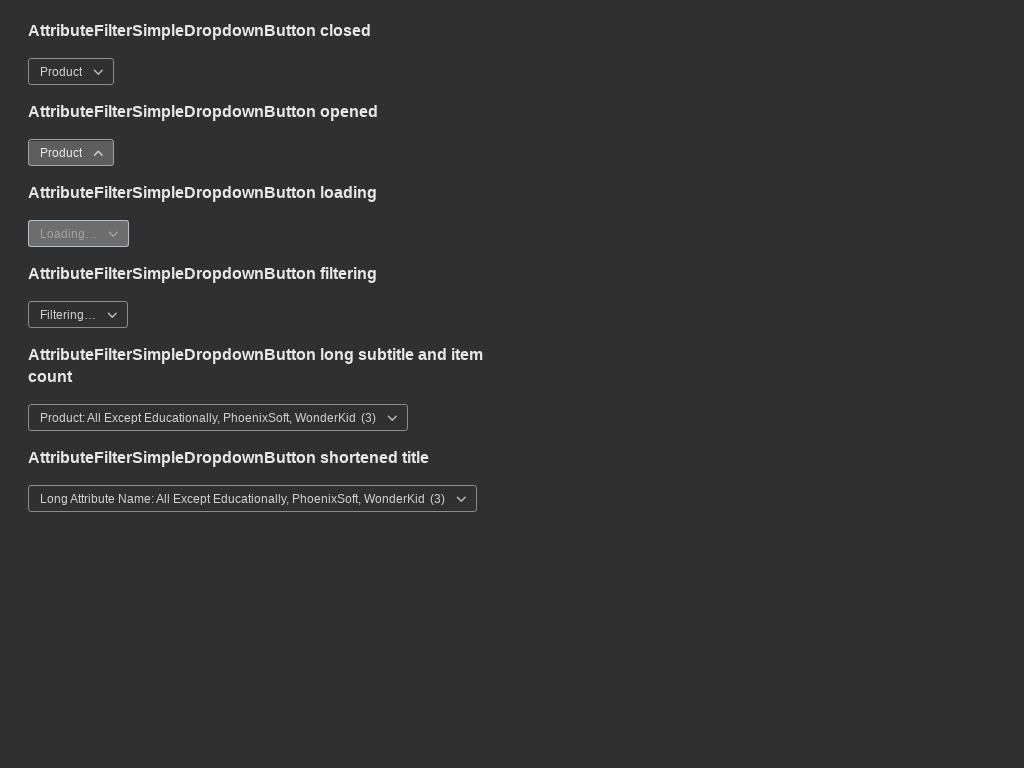 AttributeFilterSimpleDropdownButton closed
Product
AttributeFilterSimpleDropdownButton opened
Product
AttributeFilterSimpleDropdownButton loading
Loading…
AttributeFilterSimpleDropdownButton filtering
Filtering…
AttributeFilterSimpleDropdownButton long subtitle and item
count
Product: All Except Educationally, PhoenixSoft, WonderKid (3)
AttributeFilterSimpleDropdownButton shortened title
Long Attribute Name: All Except Educationally, PhoenixSoft, WonderKid (3)